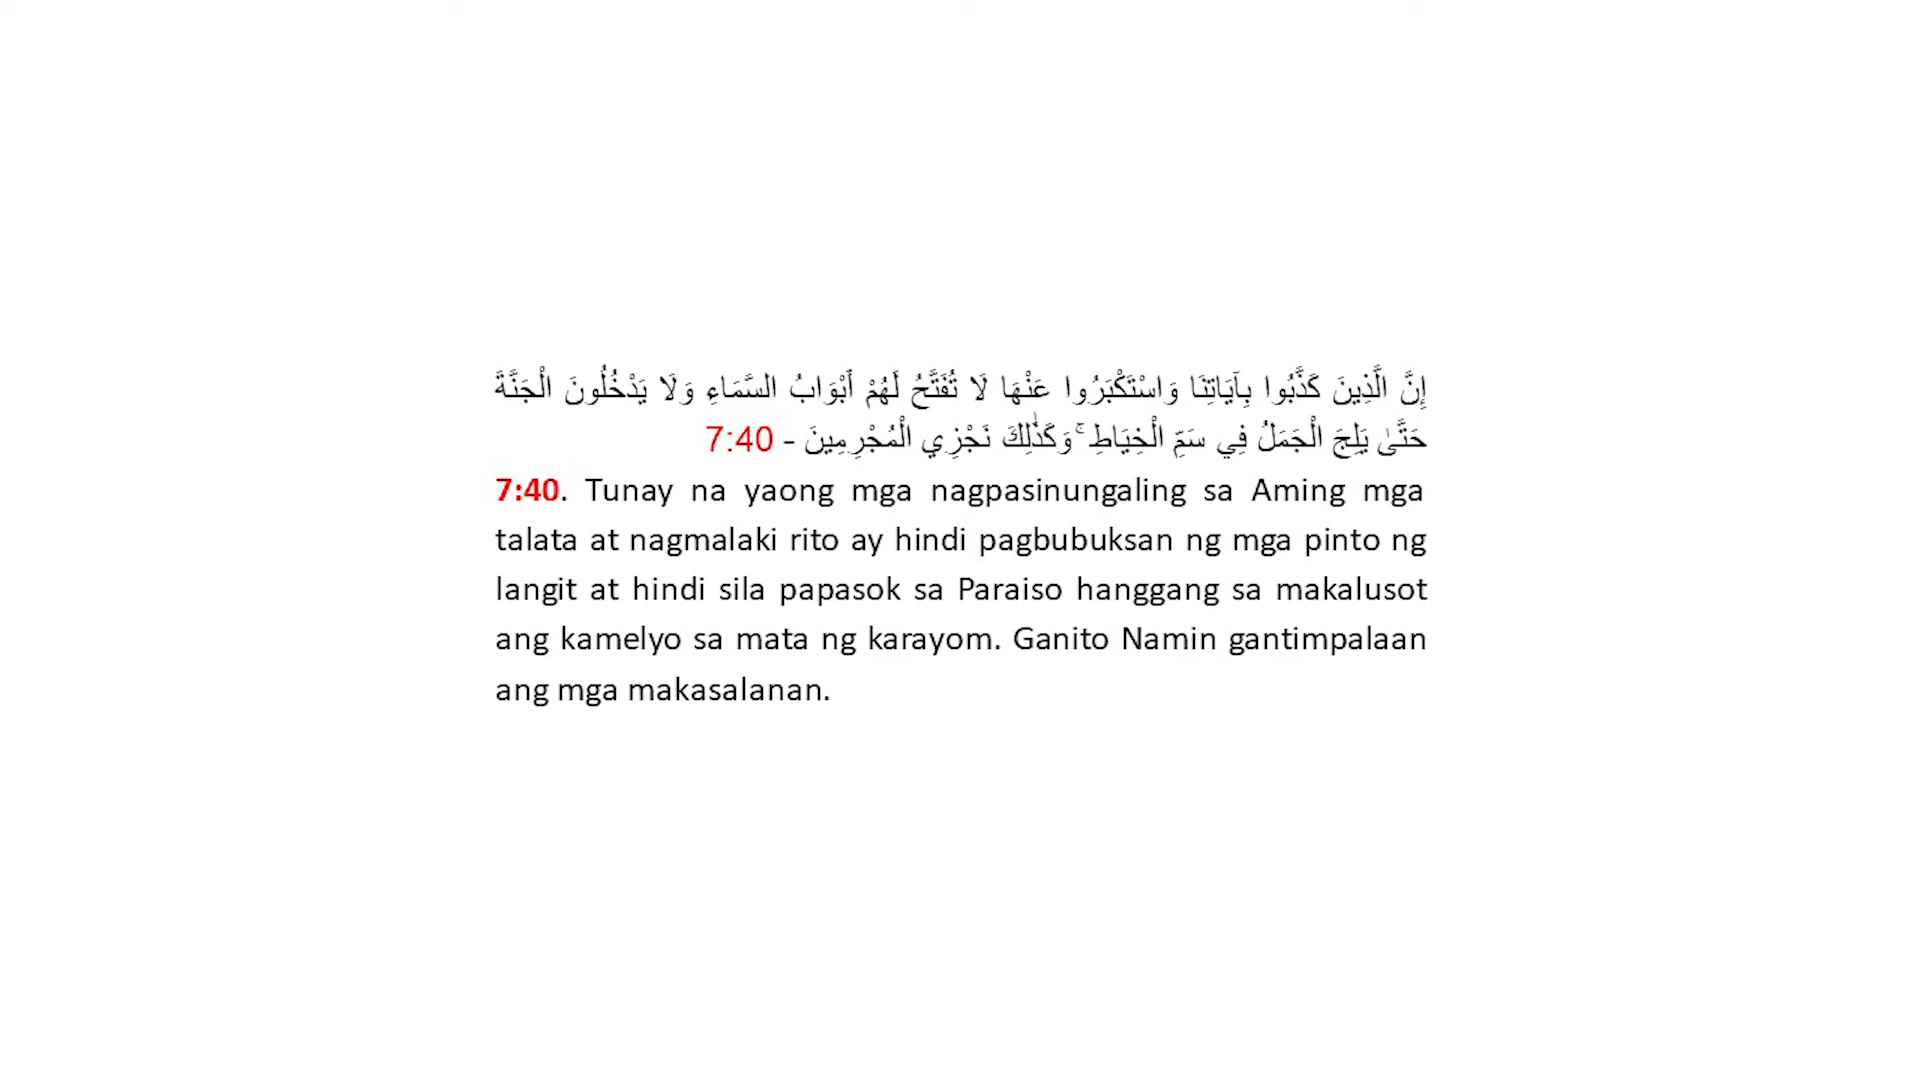 إِنَّ الَّذِينَ كَذَّبُوا بِآيَاتِنَا وَاسْتَكْبَرُوا عَنْهَا لَا تُفَتَّحُ لَهُمْ أَبْوَابُ السَّمَاءِ وَلَا يَدْخُلُونَ الْجَنَّةَ
حَتَّىٰ يَلِجَ الْجَمَلُ فِي سَمِّ الْخِيَاطِ ۚ وَكَذَٰلِكَ نَجْزِي الْمُجْرِمِينَ - 7:40
7:40. Tunay na yaong mga nagpasinungaling sa Aming mga
talata at nagmalaki rito ay hindi pagbubuksan ng mga pinto ng
langit at hindi sila papasok sa Paraiso hanggang sa makalusot
ang kamelyo sa mata ng karayom. Ganito Namin gantimpalaan
ang mga makasalanan.